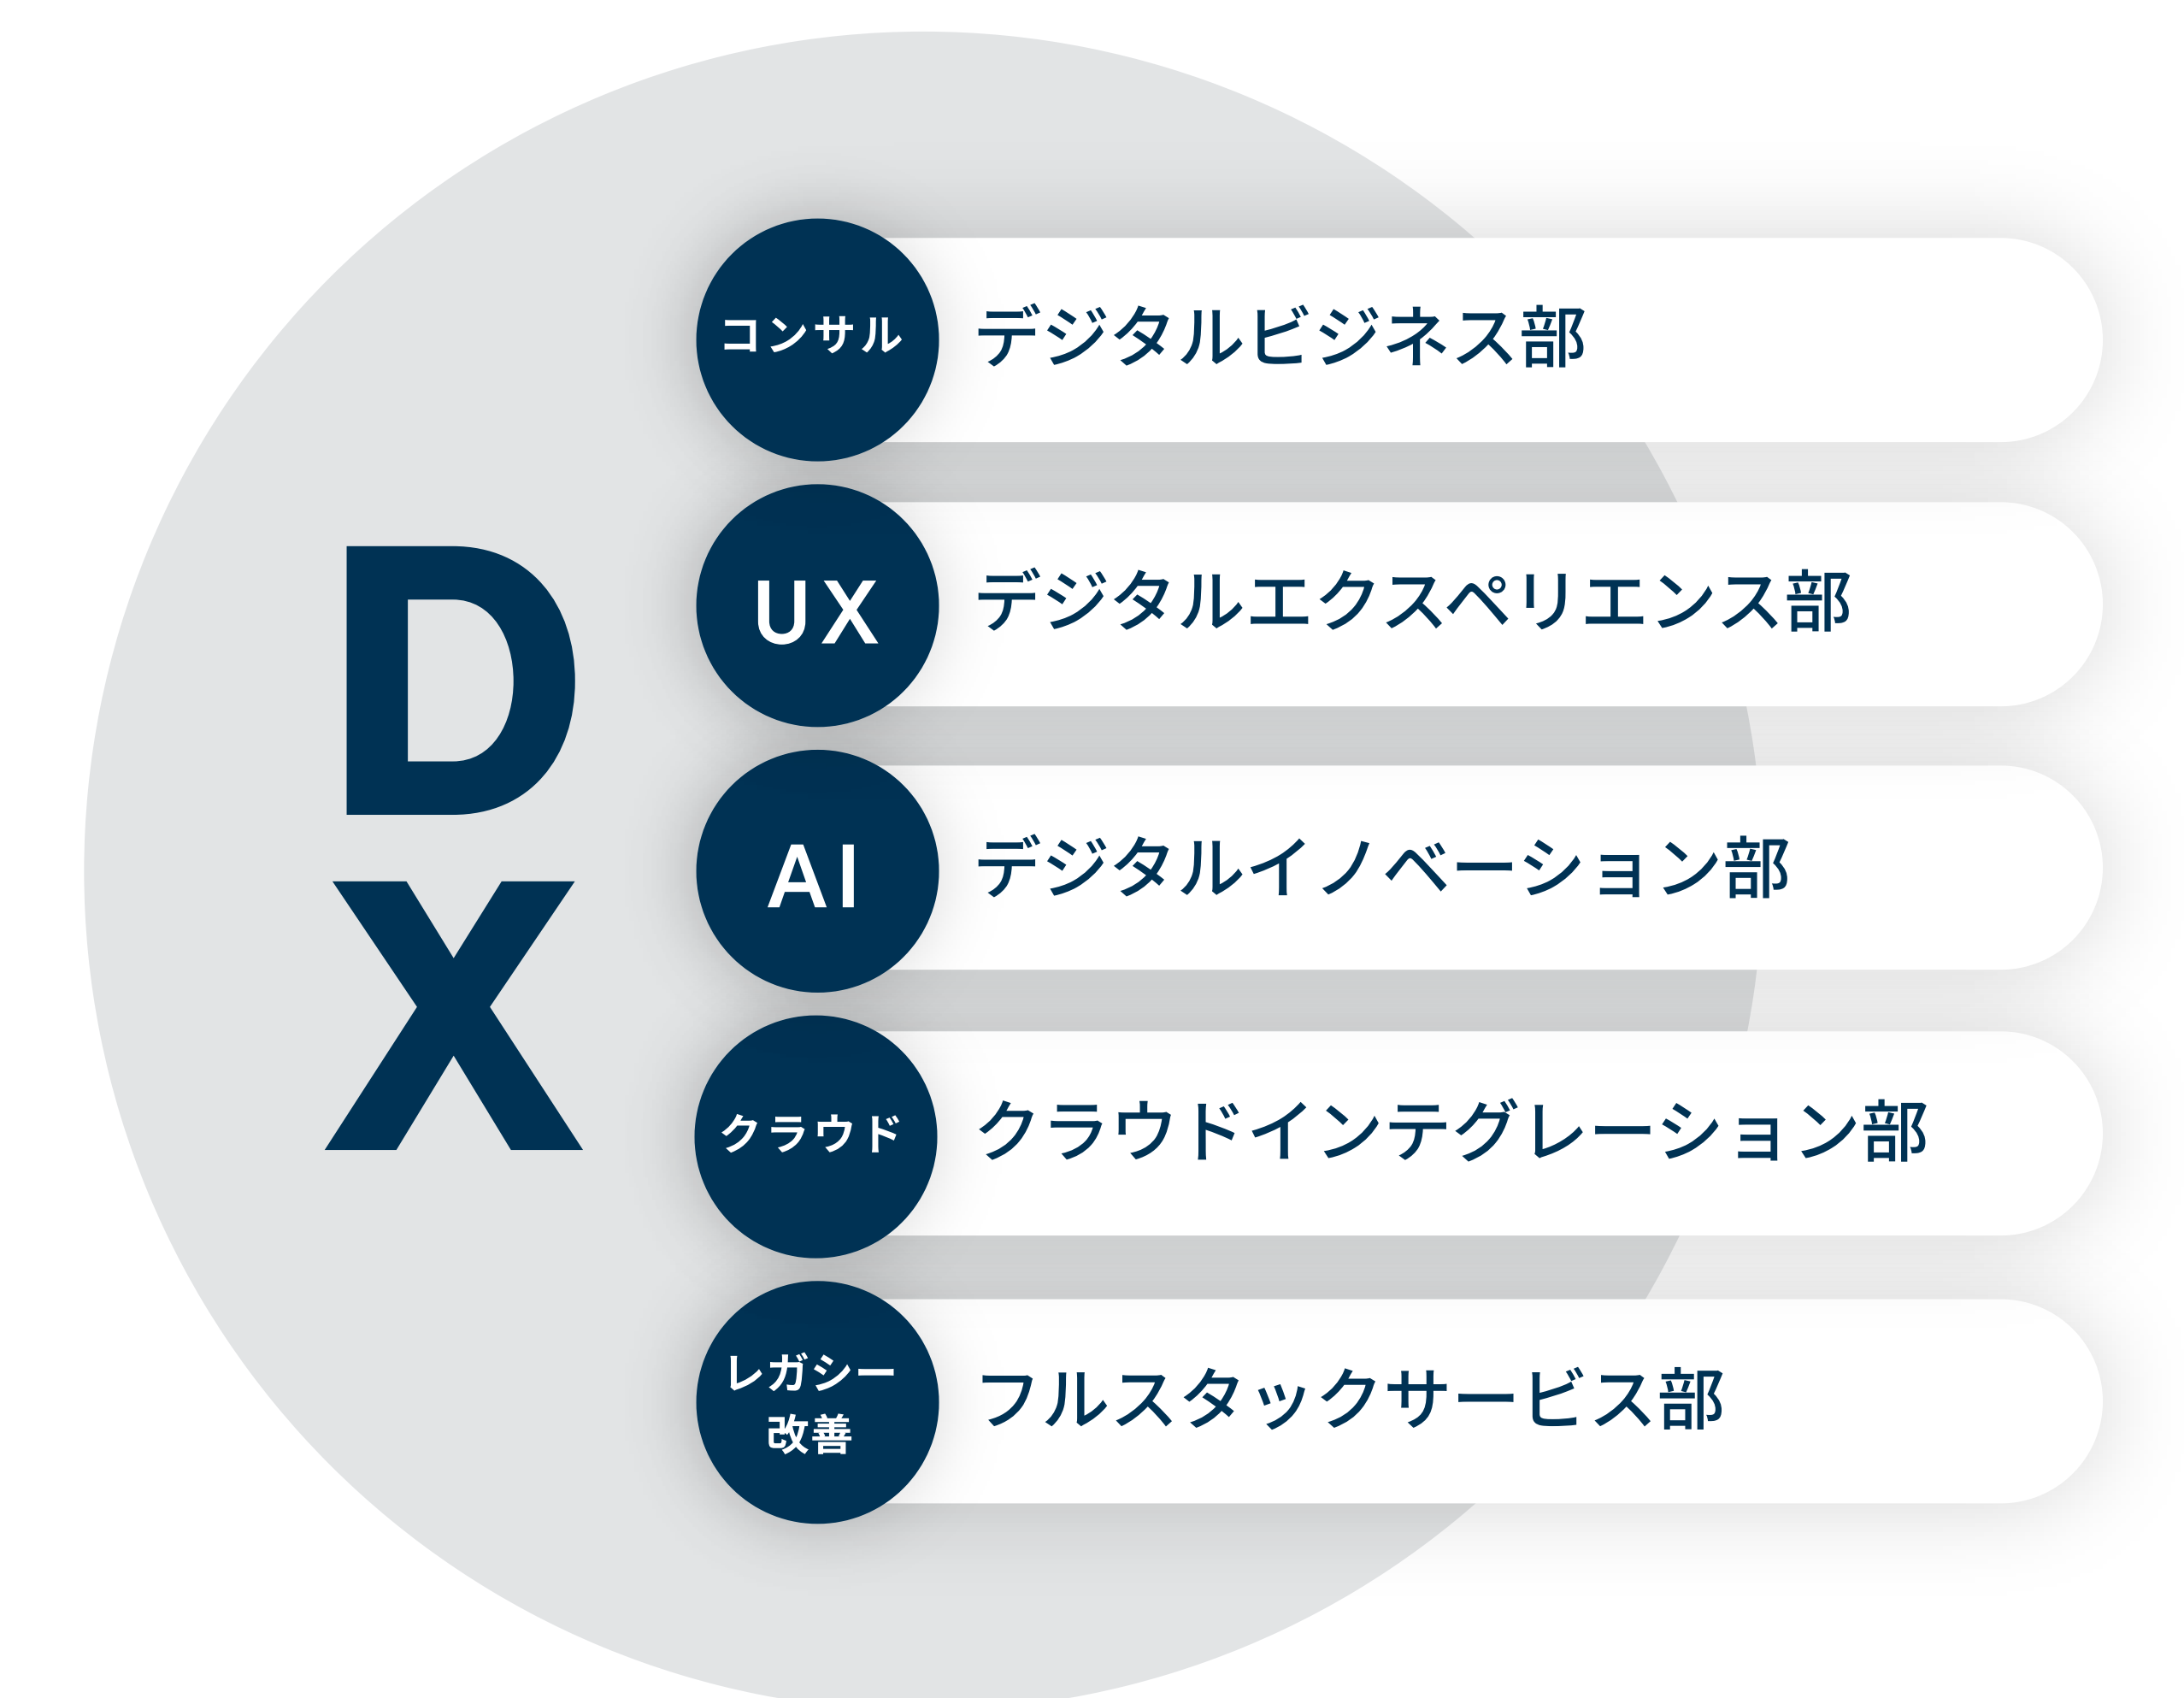 DX
コンサル
デジタルビジネス部
UX
デジタルエクスペリエンス部
AI
デジタルイノベーション部
クラウド
クラウドインテグレーション部
レガシー
改善
フルスタックサービス部